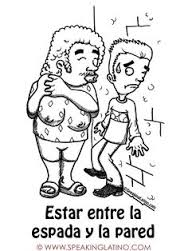 Estar entre la
espada y la pared
© WWW.SPEAKINGLATINO.COM